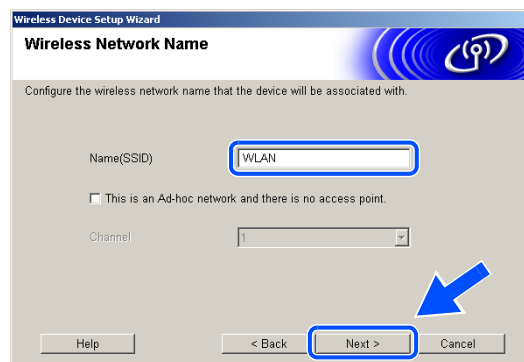 Wireless Device Setup Wizard
Wireless Network Name
Configure the wireless network name that the device will be associated with.
Name(SSID) WLAN
This is an Ad-hoc network and there is no access point.
Channel 1
Help < Back Next > Cancel